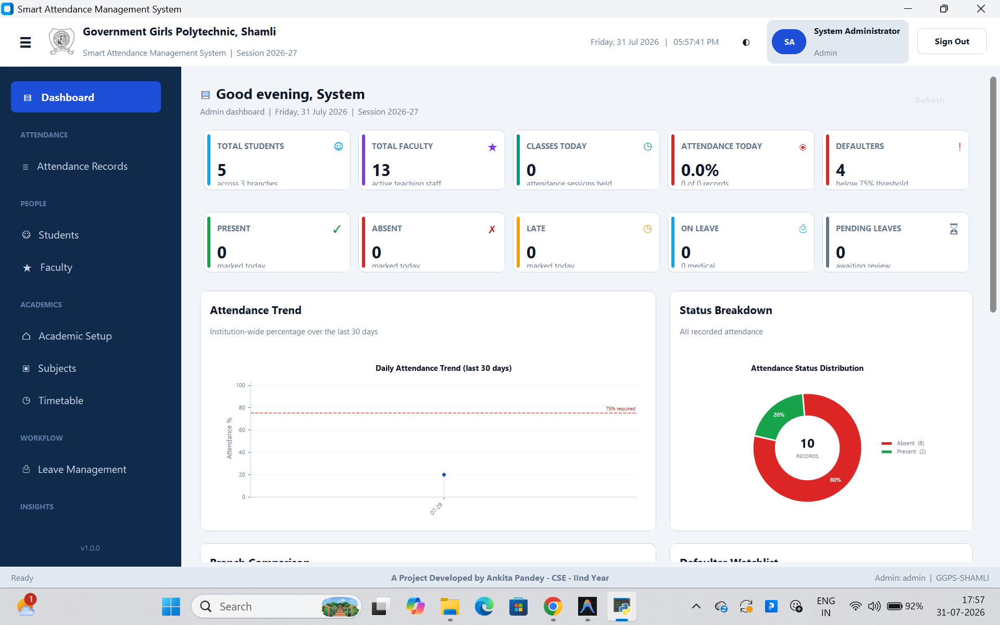 Smart Attendance Management System
Government Girls Polytechnic, Shamli
Smart Attendance Management System | Session 2026-27
Friday, 31 Jul 2026 | 05:57:41 PM
SA
System Administrator
Admin
Sign Out
Dashboard
ATTENDANCE
Attendance Records
PEOPLE
Students
Faculty
ACADEMICS
Academic Setup
Subjects
Timetable
WORKFLOW
Leave Management
INSIGHTS
v1.0.0
Good evening, System
Admin dashboard | Friday, 31 July 2026 | Session 2026-27
Refresh
TOTAL STUDENTS
5
across 3 branches
TOTAL FACULTY
13
active teaching staff
CLASSES TODAY
0
attendance sessions held
ATTENDANCE TODAY
0.0%
0 of 0 records
DEFAULTERS
!
4
below 75% threshold
PRESENT
0
marked today
ABSENT
0
marked today
LATE
0
marked today
ON LEAVE
0
0 medical
PENDING LEAVES
0
awaiting review
Attendance Trend
Institution-wide percentage over the last 30 days
Daily Attendance Trend (last 30 days)
Attendance %
100
80
60
40
20
0
75% required
07-29
Status Breakdown
All recorded attendance
Attendance Status Distribution
20%
80%
10
RECORDS
Absent (8)
Present (2)
Branch Comparison
Defaulter Watchlist
Ready
A Project Developed by Ankita Pandey - CSE - IInd Year
Admin: admin | GGPS-SHAMLI
1
Search
ENG
IN
92%
17:57
31-07-2026